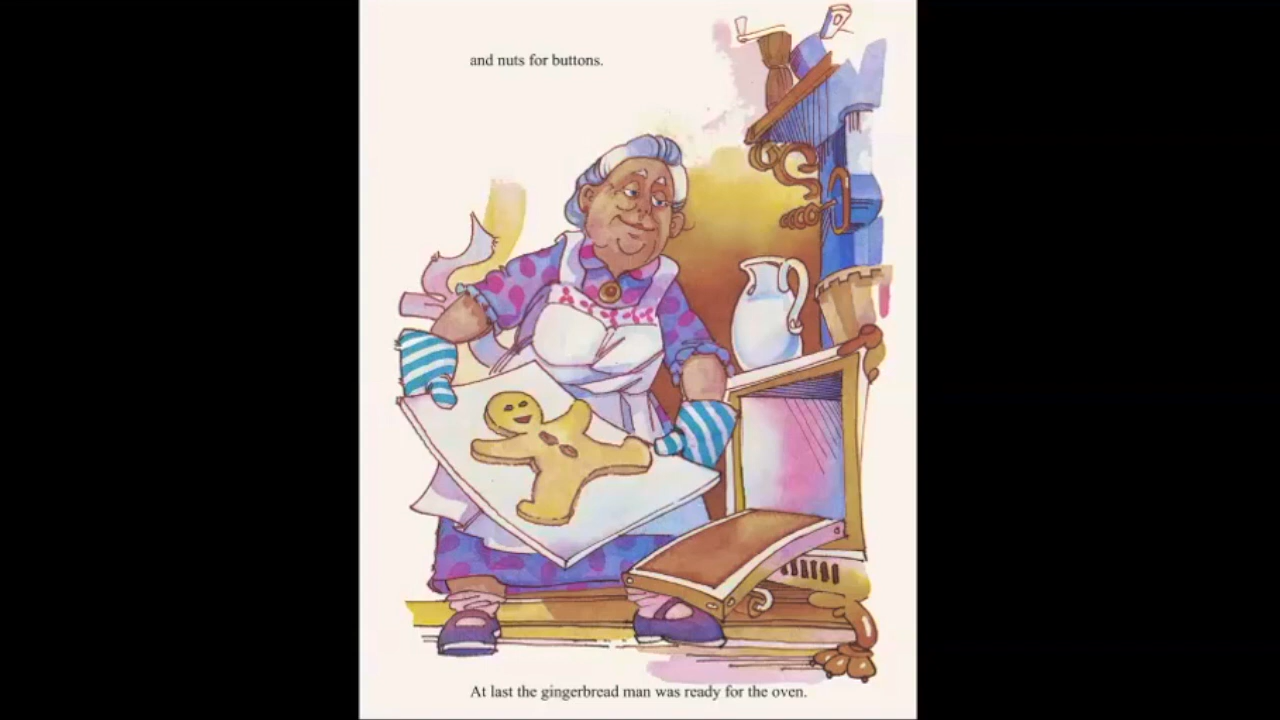 and nuts for buttons.
At last the gingerbread man was ready for the oven.